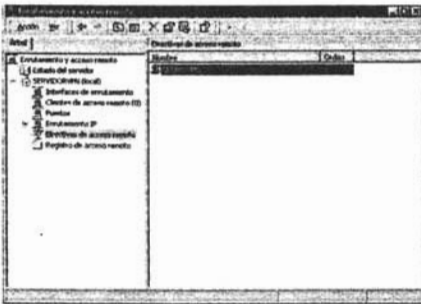 Enrutamiento y acceso remoto
Acción Ver
Árbol
Directivas de acceso remoto
Nombre Orden
Enrutamiento y acceso remoto
Estado del servidor
SERVIDORVPN (local)
Interfaces de enrutamiento
Clientes de acceso remoto (0)
Puertos
Enrutamiento IP
Directivas de acceso remoto
Registro de acceso remoto